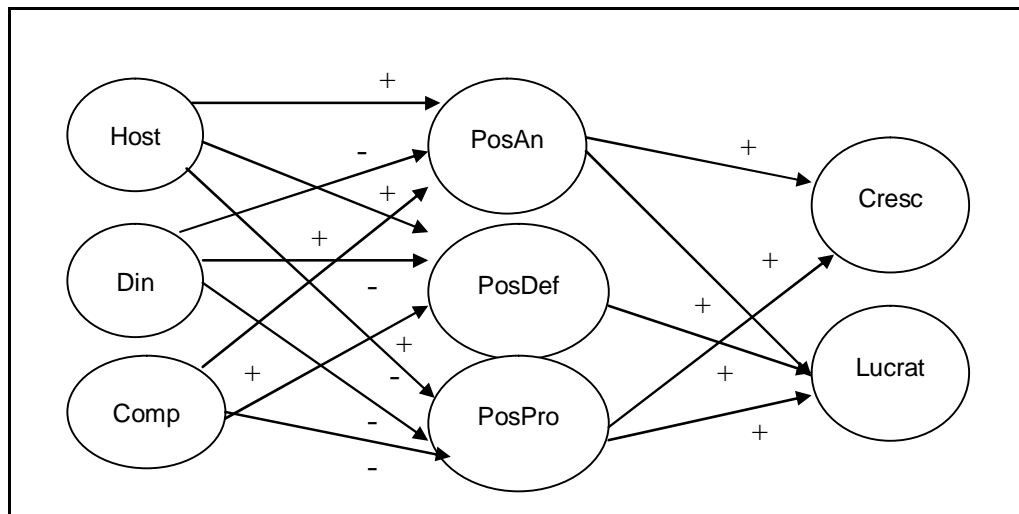 +
Host
-
PosAn
+
+
Cresc
+
+
Din
-
PosDef
+
+
Lucrat
+
-
+
Comp
-
PosPro
+
-